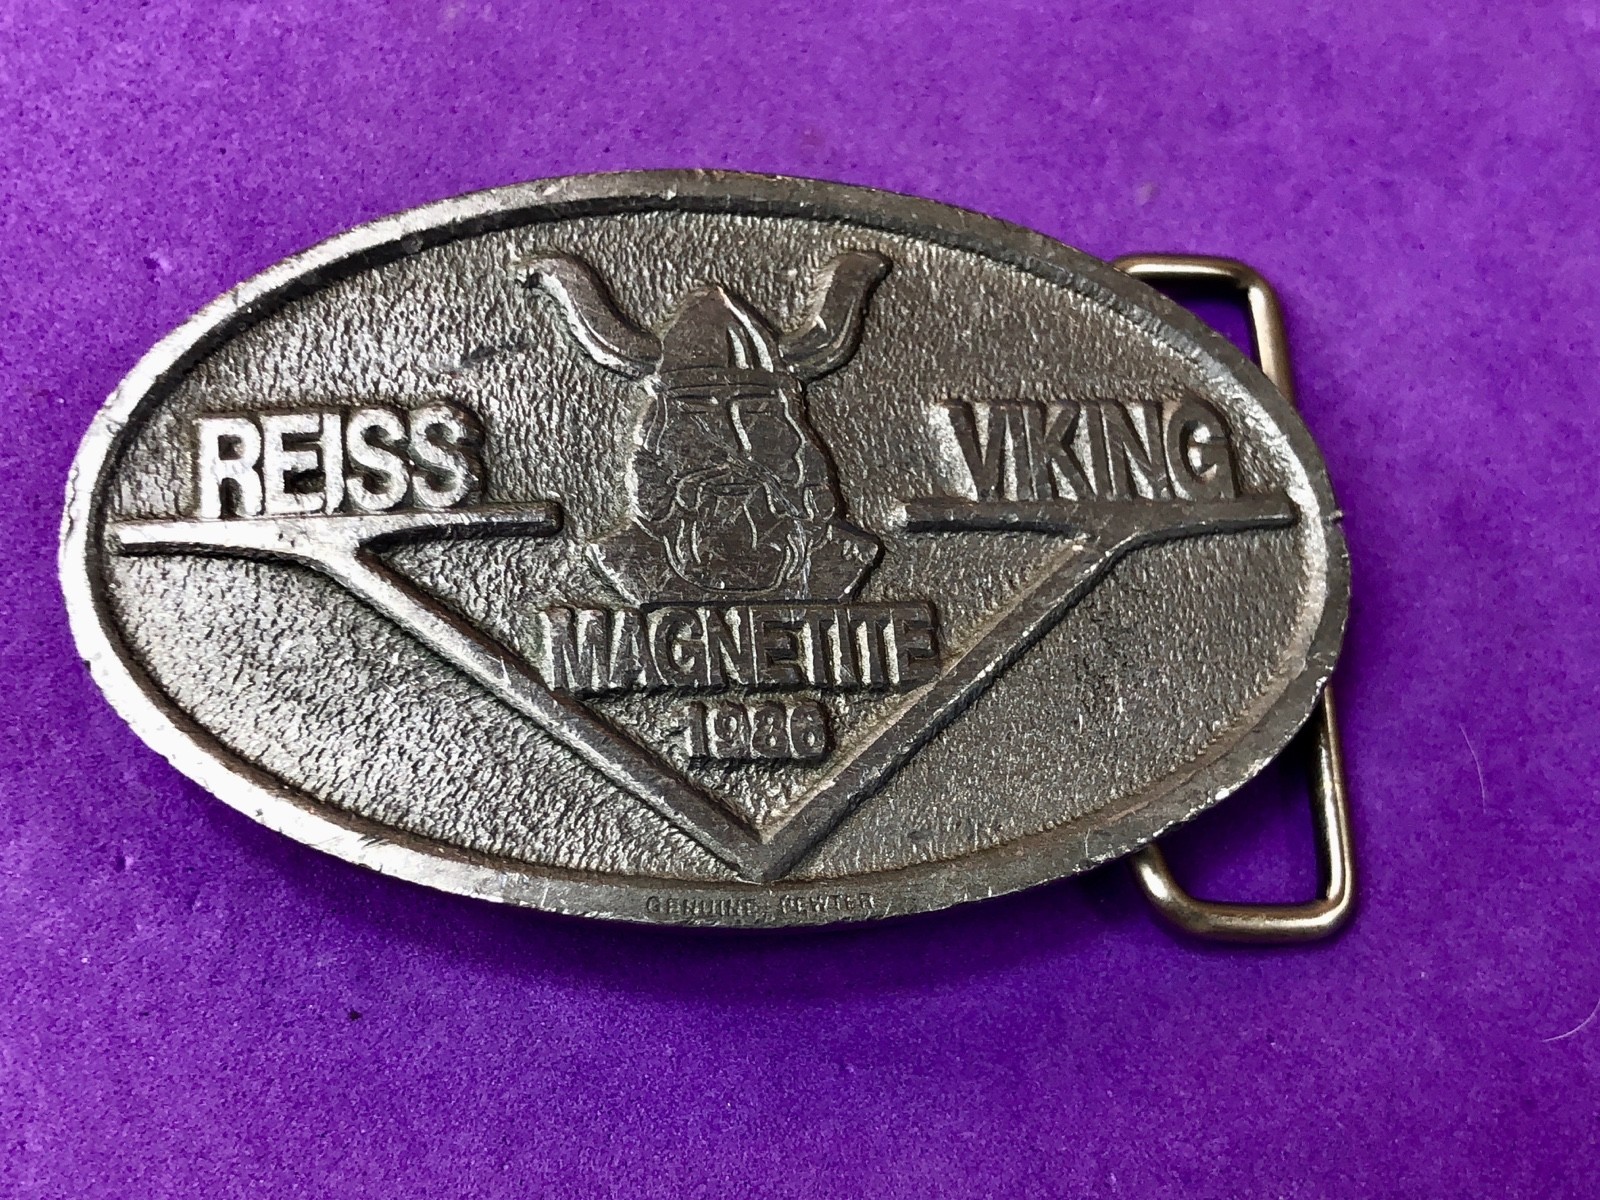 REISS VIKING
MAGNETITE
1986
GENUINE PEWTER